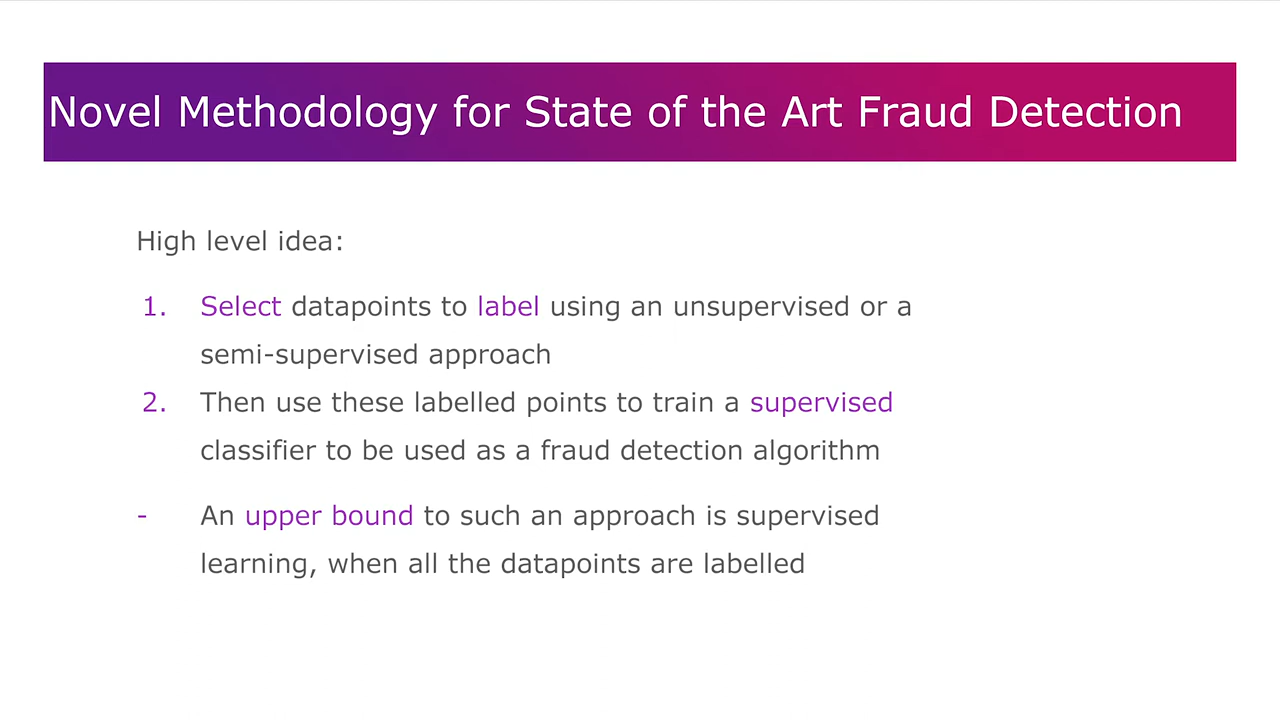 Novel Methodology for State of the Art Fraud Detection
High level idea:
1. Select datapoints to label using an unsupervised or a
semi-supervised approach
2. Then use these labelled points to train a supervised
classifier to be used as a fraud detection algorithm
- An upper bound to such an approach is supervised
learning, when all the datapoints are labelled